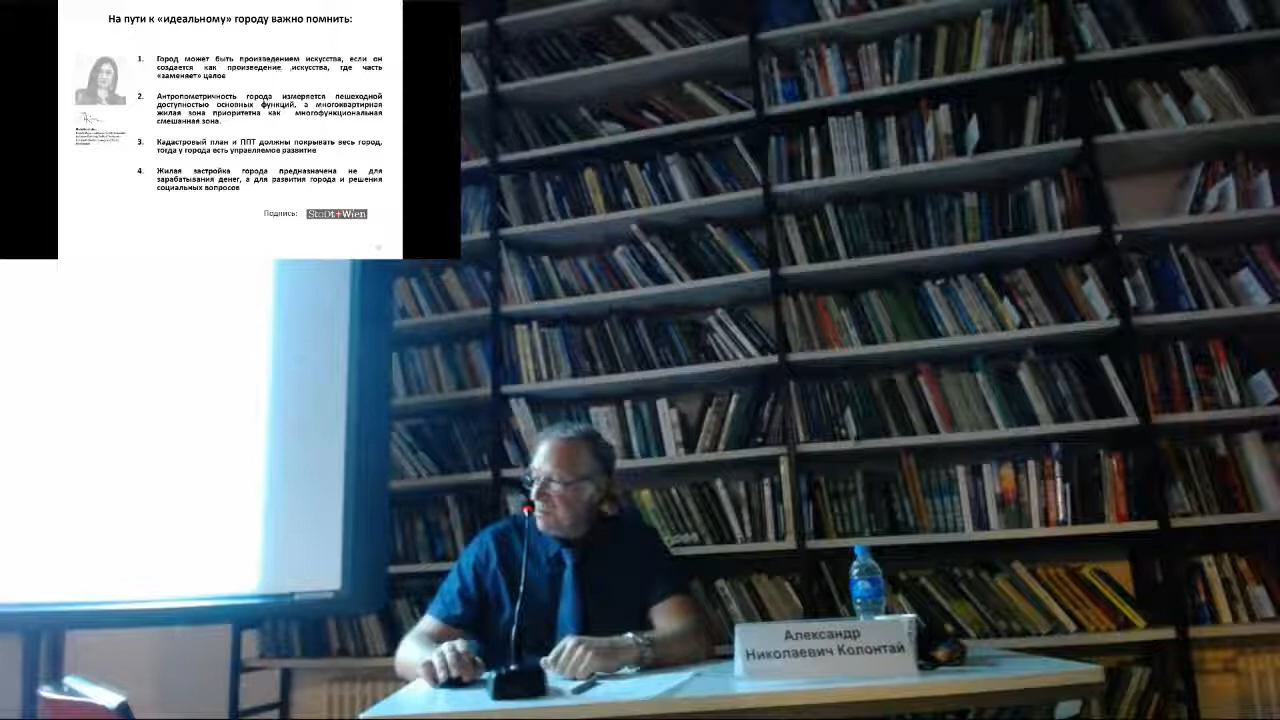 На пути к «идеальному» городу важно помнить:
1. Город может быть произведением искусства, если он
создается как произведение искусства, где часть
«заменяет» целое
2. Антропометричность города измеряется пешеходной
доступностью основных функций, а многоквартирная
жилая зона приоритетна как многофункциональная
смешанная зона.
3. Кадастровый план и ППТ должны покрывать весь город,
тогда у города есть управляемое развитие
4. Жилая застройка города предназначена не для
зарабатывания денег, а для развития города и решения
социальных вопросов
Подпись: StaDt+Wien
Александр
Николаевич Колонтай